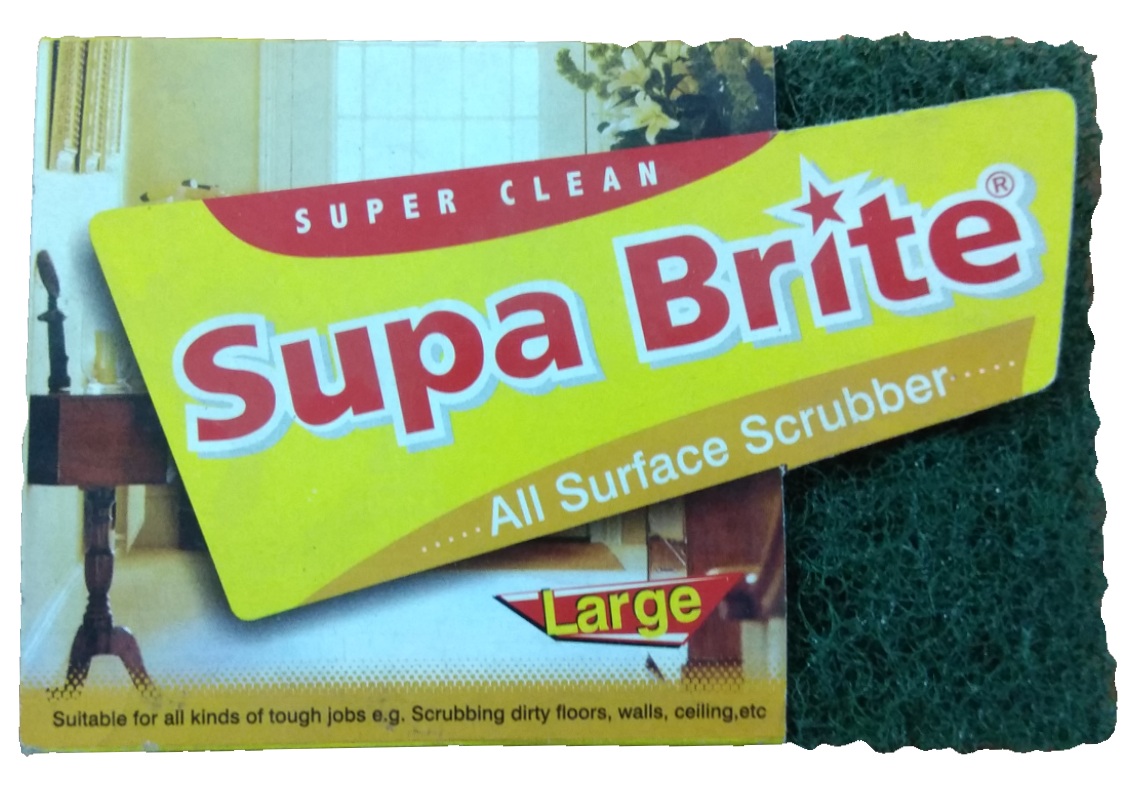 SUPER CLEAN
Supa Brite®
.....All Surface Scrubber.....
Large
Suitable for all kinds of tough jobs e.g. Scrubbing dirty floors, walls, ceiling,etc